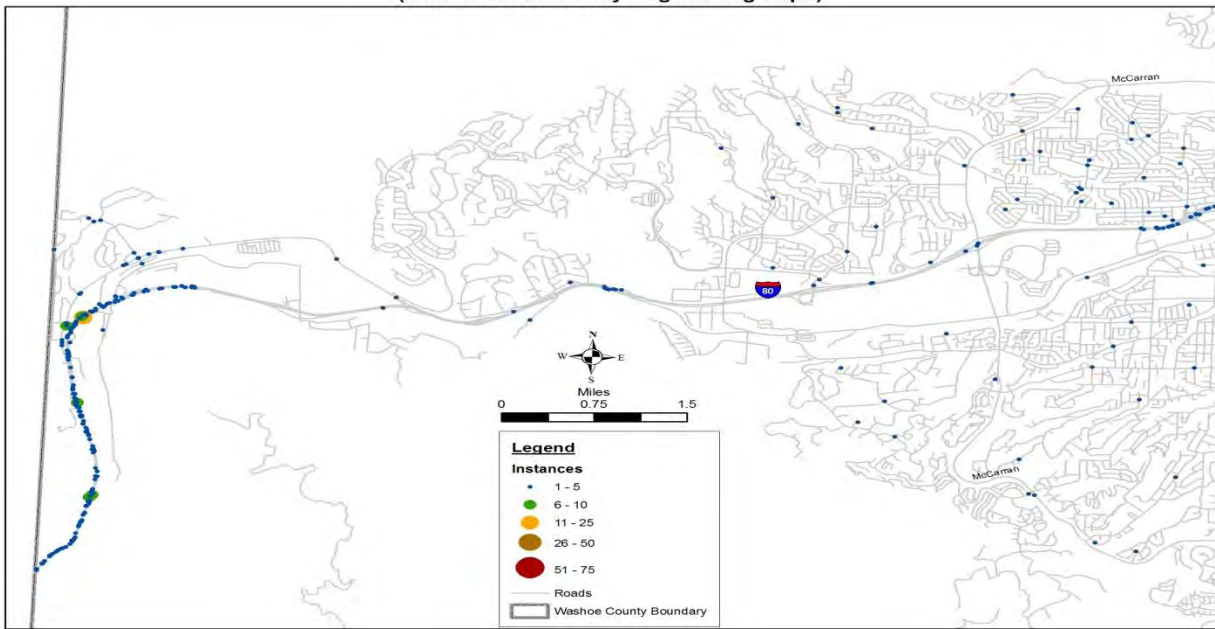 McCarran
80
N
W E
S
Miles
0 0.75 1.5
Legend
Instances
1 - 5
6 - 10
11 - 25
26 - 50
51 - 75
Roads
Washoe County Boundary
McCarran